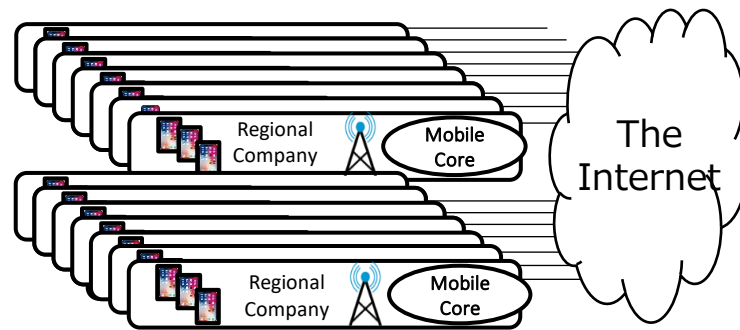 Regional
Company
Mobile
Core
The
Internet
Regional
Company
Mobile
Core